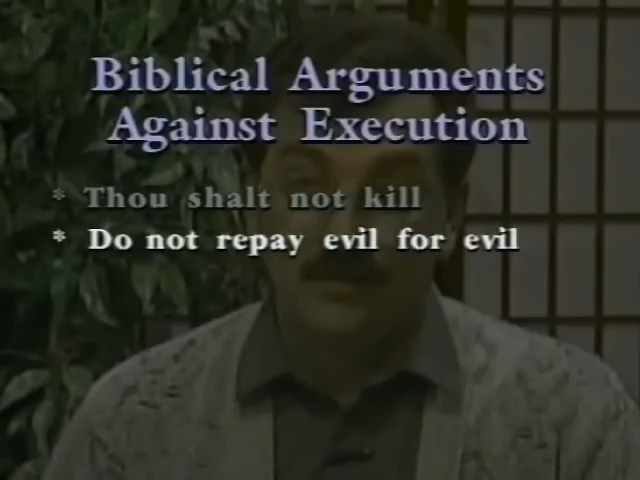 Biblical Arguments
Against Execution
* Thou shalt not kill
* Do not repay evil for evil